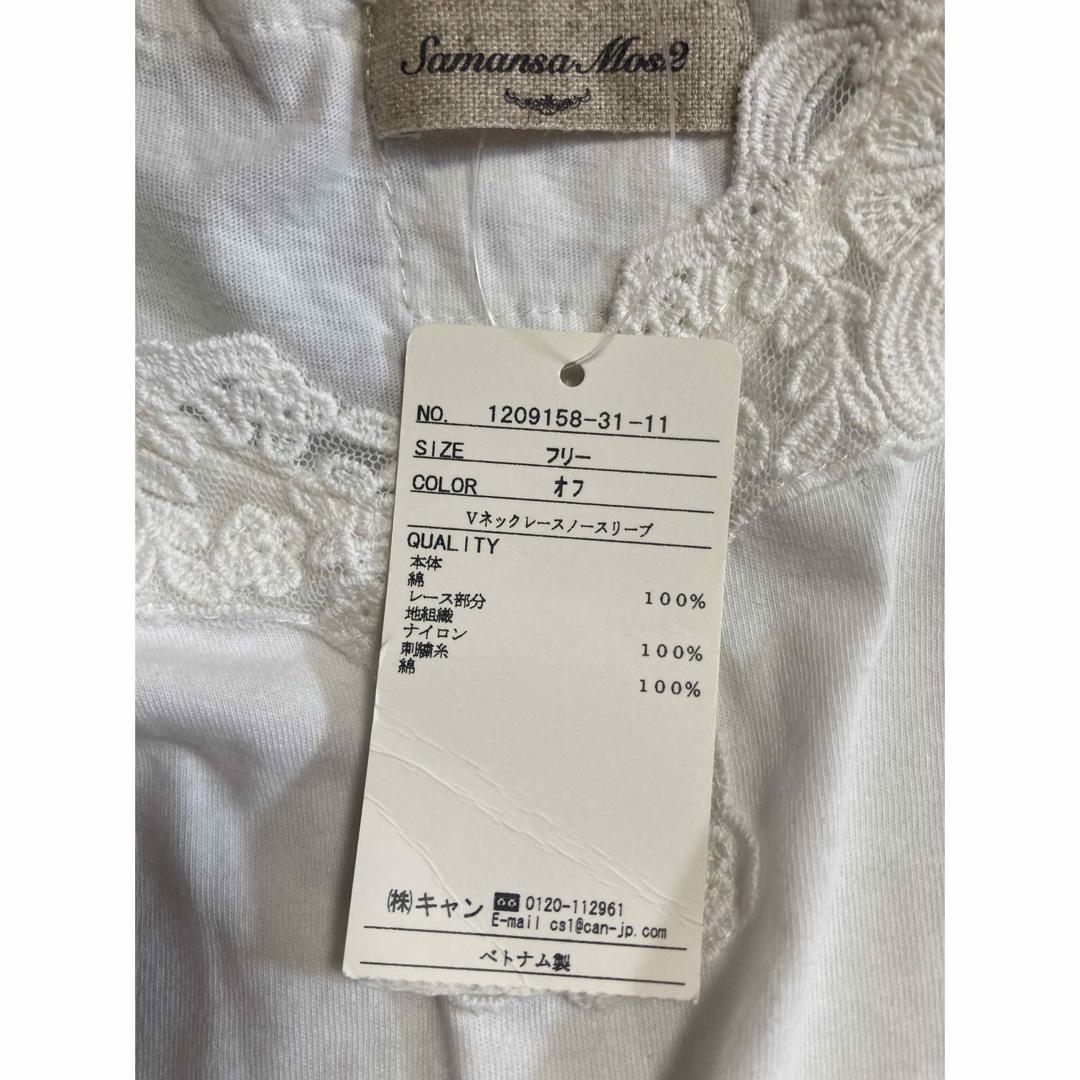 Samansa Mos2
NO. 1209158-31-11
SIZE フリー
COLOR オフ
Vネックレースノースリーブ
QUALITY
本体
綿 100%
レース部分
地組織
ナイロン 100%
刺繍糸
綿 100%
(株)キャン 0120-112961
E-mail cs1@can-jp.com
ベトナム製